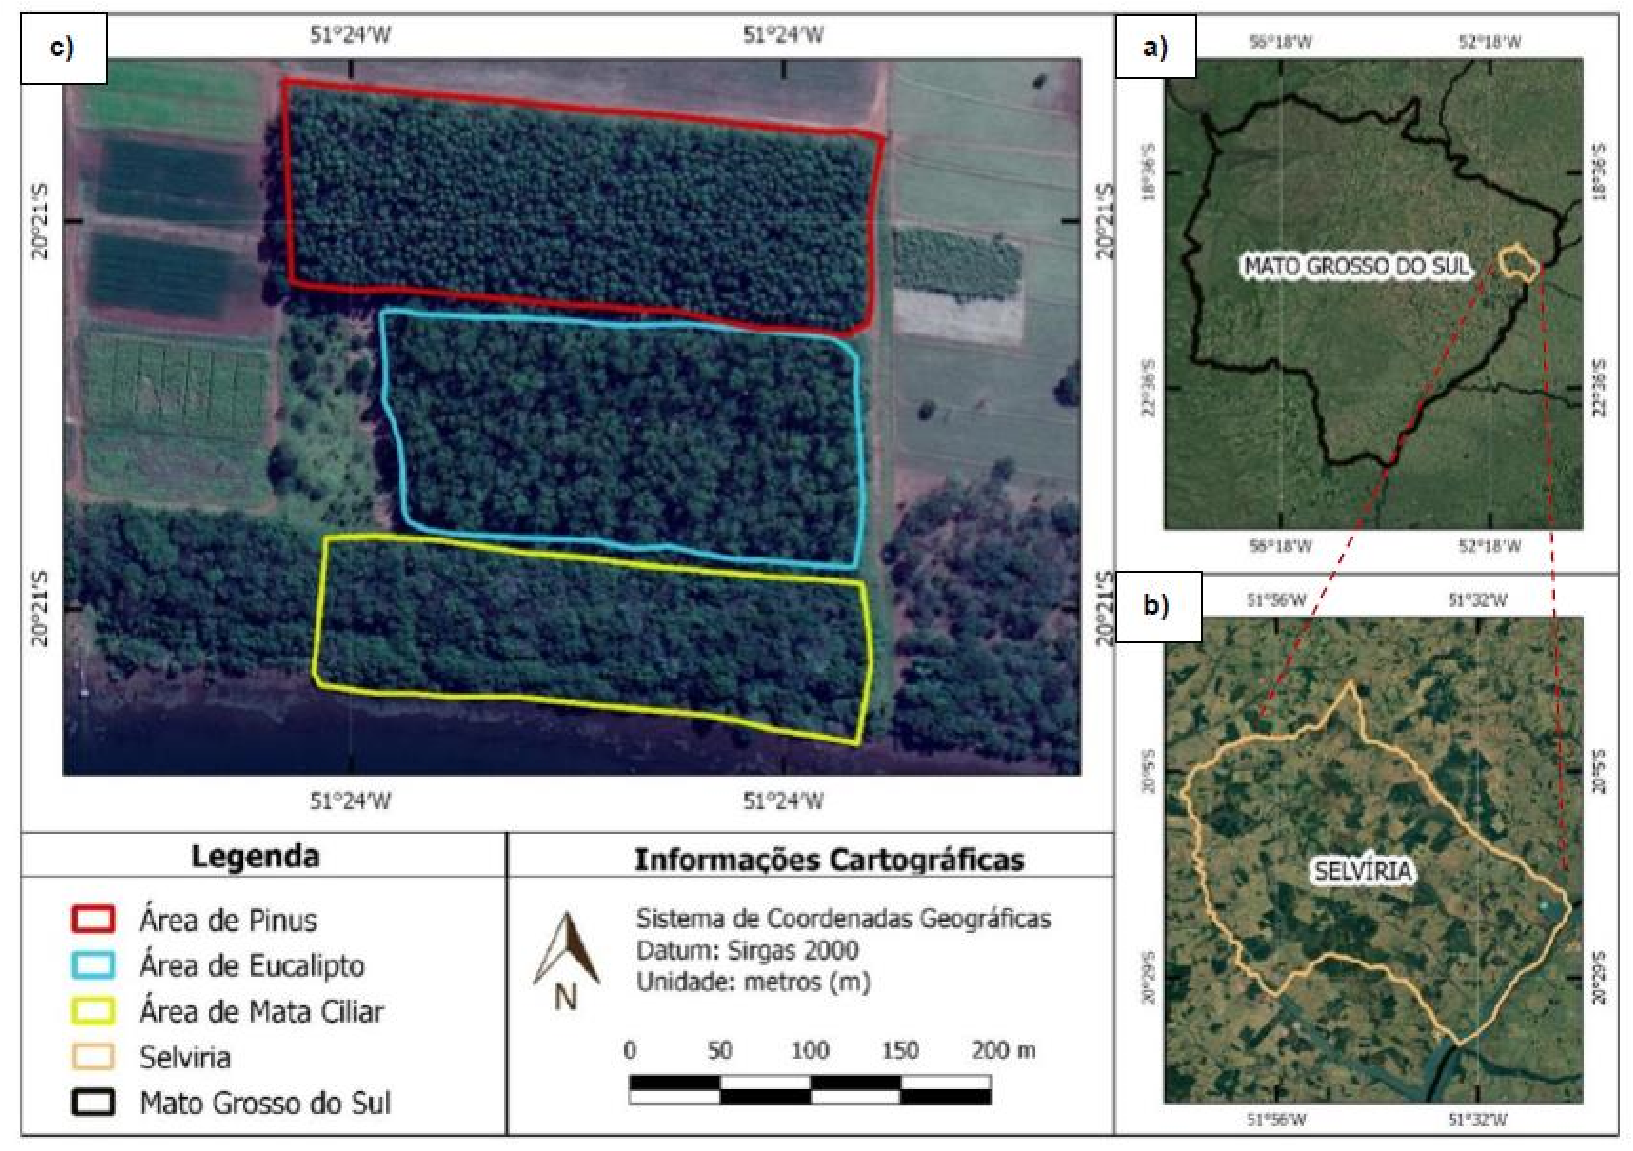 c)
51°24'W 51°24'W
20°21'S 20°21'S
20°21'S 20°21'S
51°24'W 51°24'W
a)
56°18'W 52°18'W
18°36'S 18°36'S
MATO GROSSO DO SUL
22°36'S 22°36'S
56°18'W 52°18'W
b)
51°56'W 51°32'W
20°5'S 20°5'S
SELVÍRIA
20°29'S 20°29'S
51°56'W 51°32'W
Legenda
Área de Pinus
Área de Eucalipto
Área de Mata Ciliar
Selviria
Mato Grosso do Sul
Informações Cartográficas
Sistema de Coordenadas Geográficas
Datum: Sirgas 2000
Unidade: metros (m)
N
0 50 100 150 200 m